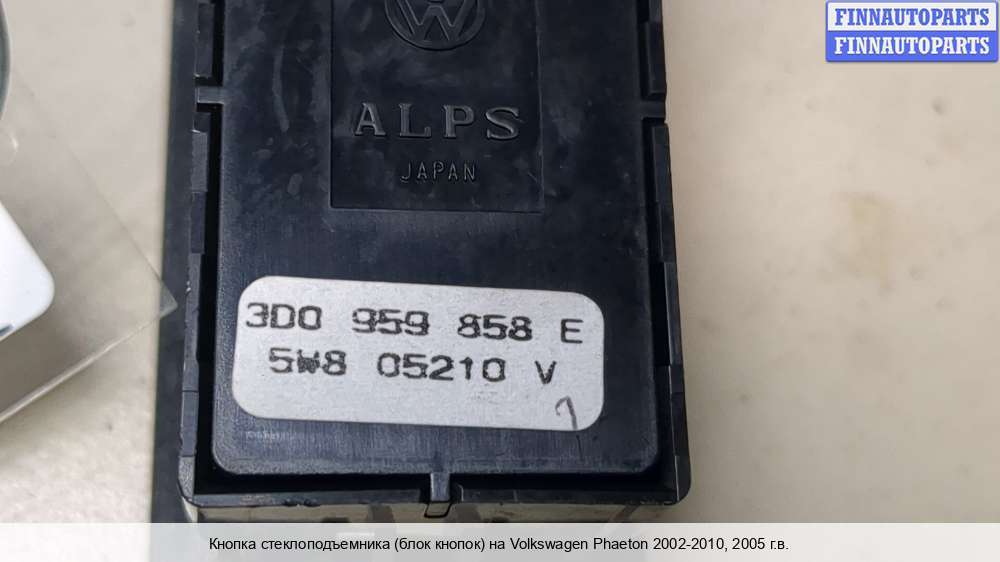 FINNAUTOPARTS
FINNAUTOPARTS
ALPS
JAPAN
3D0 959 858 E
5W8 05210 V
Кнопка стеклоподъемника (блок кнопок) на Volkswagen Phaeton 2002-2010, 2005 г.в.